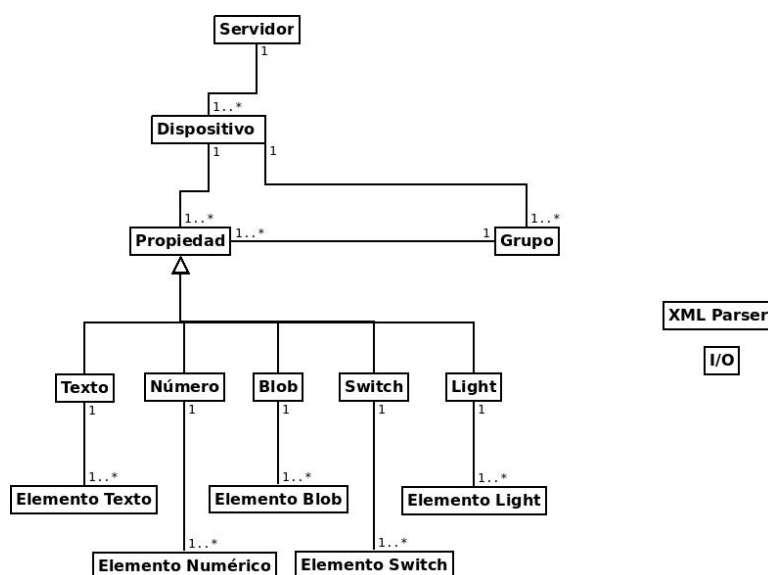 Servidor
1
1..*
Dispositivo
1
1
1..*
1..*
Propiedad
1..*
1
Grupo
XML Parser
I/O
Texto
Número
Blob
Switch
Light
1
1
1
1
1
1..*
1..*
1..*
Elemento Texto
Elemento Blob
Elemento Light
1..*
1..*
Elemento Numérico
Elemento Switch